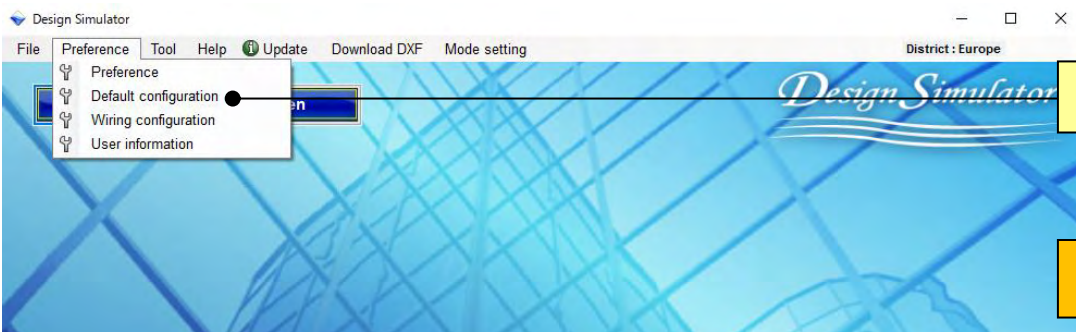 Design Simulator
File Preference Tool Help Update Download DXF Mode setting District : Europe
Preference
Default configuration
Wiring configuration
User information
en
Design Simulator